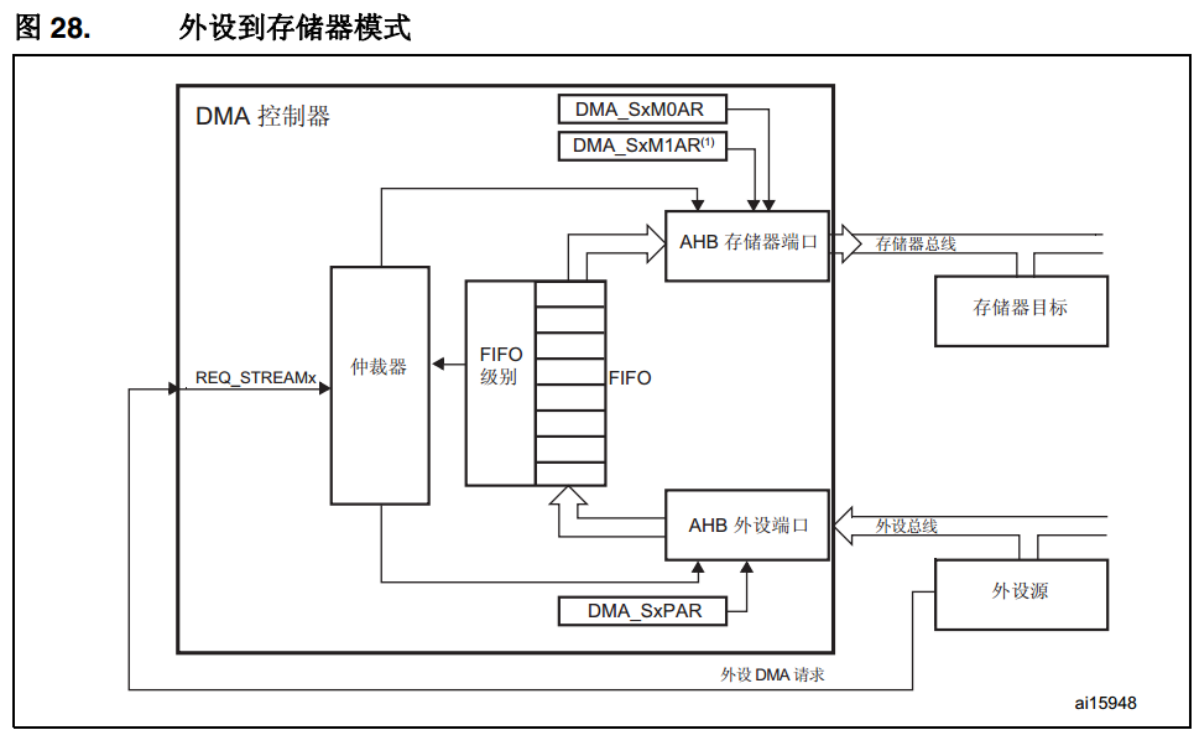 图 28. 外设到存储器模式
DMA 控制器
DMA_SxM0AR
DMA_SxM1AR(1)
AHB 存储器端口
存储器总线
存储器目标
仲裁器
FIFO
级别
FIFO
REQ_STREAMx
AHB 外设端口
外设总线
外设源
DMA_SxPAR
外设 DMA 请求
ai15948